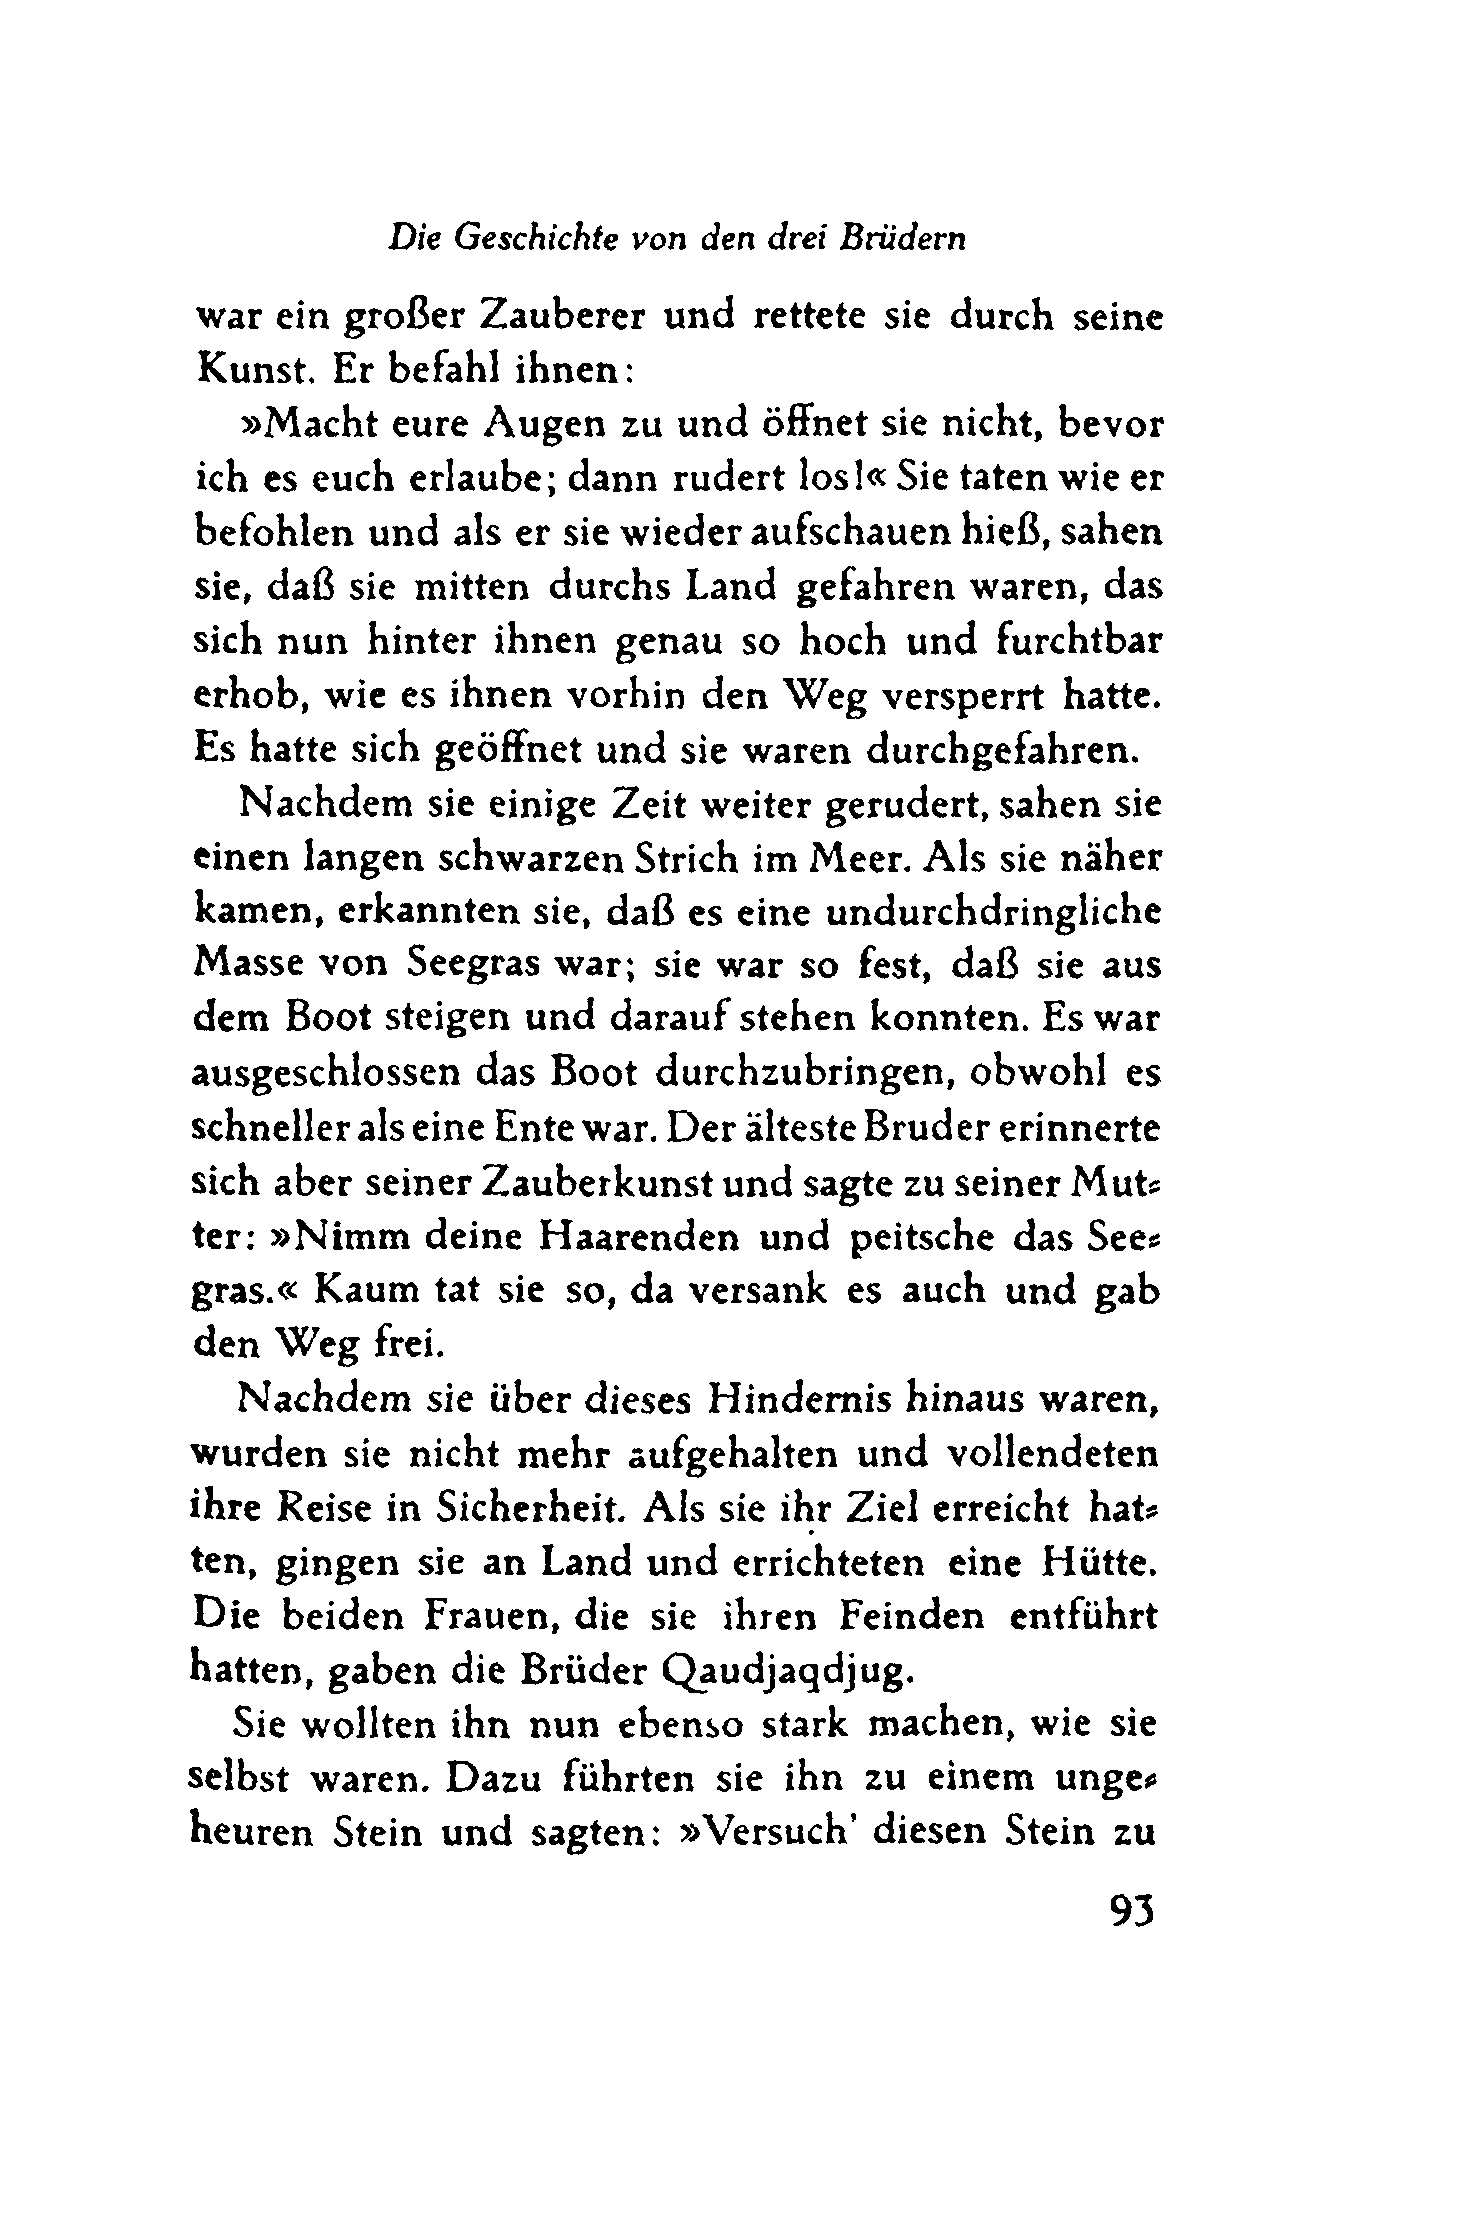 Die Geschichte von den drei Brüdern
war ein großer Zauberer und rettete sie durch seine
Kunst. Er befahl ihnen:
»Macht eure Augen zu und öffnet sie nicht, bevor
ich es euch erlaube; dann rudert los!« Sie taten wie er
befohlen und als er sie wieder aufschauen hieß, sahen
sie, daß sie mitten durchs Land gefahren waren, das
sich nun hinter ihnen genau so hoch und furchtbar
erhob, wie es ihnen vorhin den Weg versperrt hatte.
Es hatte sich geöffnet und sie waren durchgefahren.
Nachdem sie einige Zeit weiter gerudert, sahen sie
einen langen schwarzen Strich im Meer. Als sie näher
kamen, erkannten sie, daß es eine undurchdringliche
Masse von Seegras war; sie war so fest, daß sie aus
dem Boot steigen und darauf stehen konnten. Es war
ausgeschlossen das Boot durchzubringen, obwohl es
schneller als eine Ente war. Der älteste Bruder erinnerte
sich aber seiner Zauberkunst und sagte zu seiner Mut-
ter: »Nimm deine Haarenden und peitsche das See-
gras.« Kaum tat sie so, da versank es auch und gab
den Weg frei.
Nachdem sie über dieses Hindernis hinaus waren,
wurden sie nicht mehr aufgehalten und vollendeten
ihre Reise in Sicherheit. Als sie ihr Ziel erreicht hat-
ten, gingen sie an Land und errichteten eine Hütte.
Die beiden Frauen, die sie ihren Feinden entführt
hatten, gaben die Brüder Qaudjaqdjug.
Sie wollten ihn nun ebenso stark machen, wie sie
selbst waren. Dazu führten sie ihn zu einem unge-
heuren Stein und sagten: »Versuch' diesen Stein zu
93